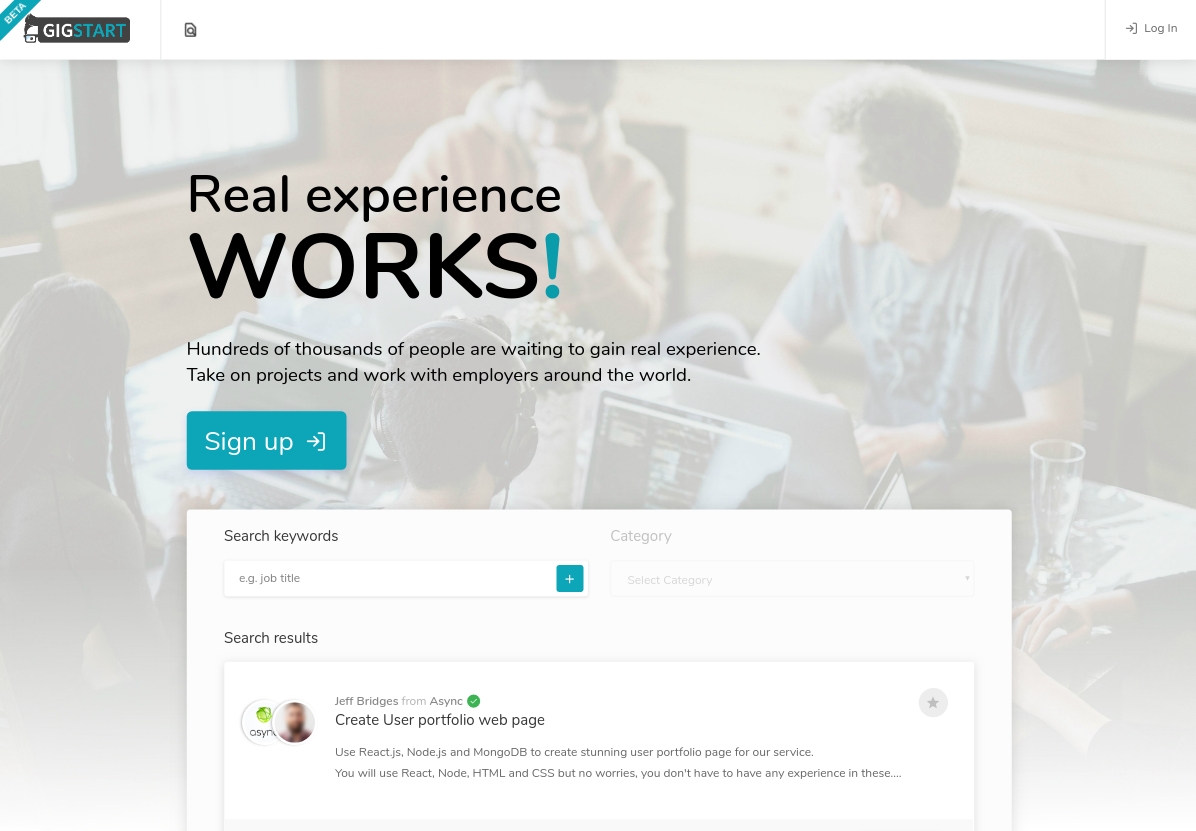 BETA
GIGSTART
Log In
Real experience
WORKS!
Hundreds of thousands of people are waiting to gain real experience.
Take on projects and work with employers around the world.
Sign up
Search keywords
Category
e.g. job title
+
Select Category
Search results
Jeff Bridges from Async
Create User portfolio web page
async
Use React.js, Node.js and MongoDB to create stunning user portfolio page for our service.
You will use React, Node, HTML and CSS but no worries, you don't have to have any experience in these....